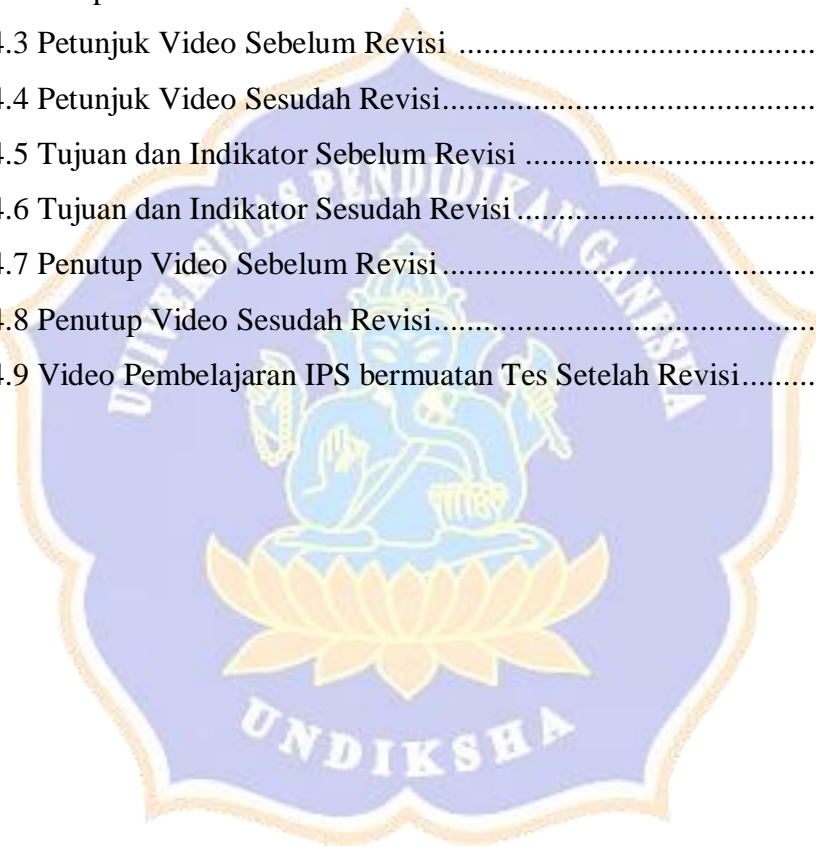 4.3 Petunjuk Video Sebelum Revisi ......................................
4.4 Petunjuk Video Sesudah Revisi........................................
4.5 Tujuan dan Indikator Sebelum Revisi ..............................
4.6 Tujuan dan Indikator Sesudah Revisi................................
4.7 Penutup Video Sebelum Revisi........................................
4.8 Penutup Video Sesudah Revisi.........................................
4.9 Video Pembelajaran IPS bermuatan Tes Setelah Revisi.........
UNIVERSITAS PENDIDIKAN GANESHA
UNDIKSHA